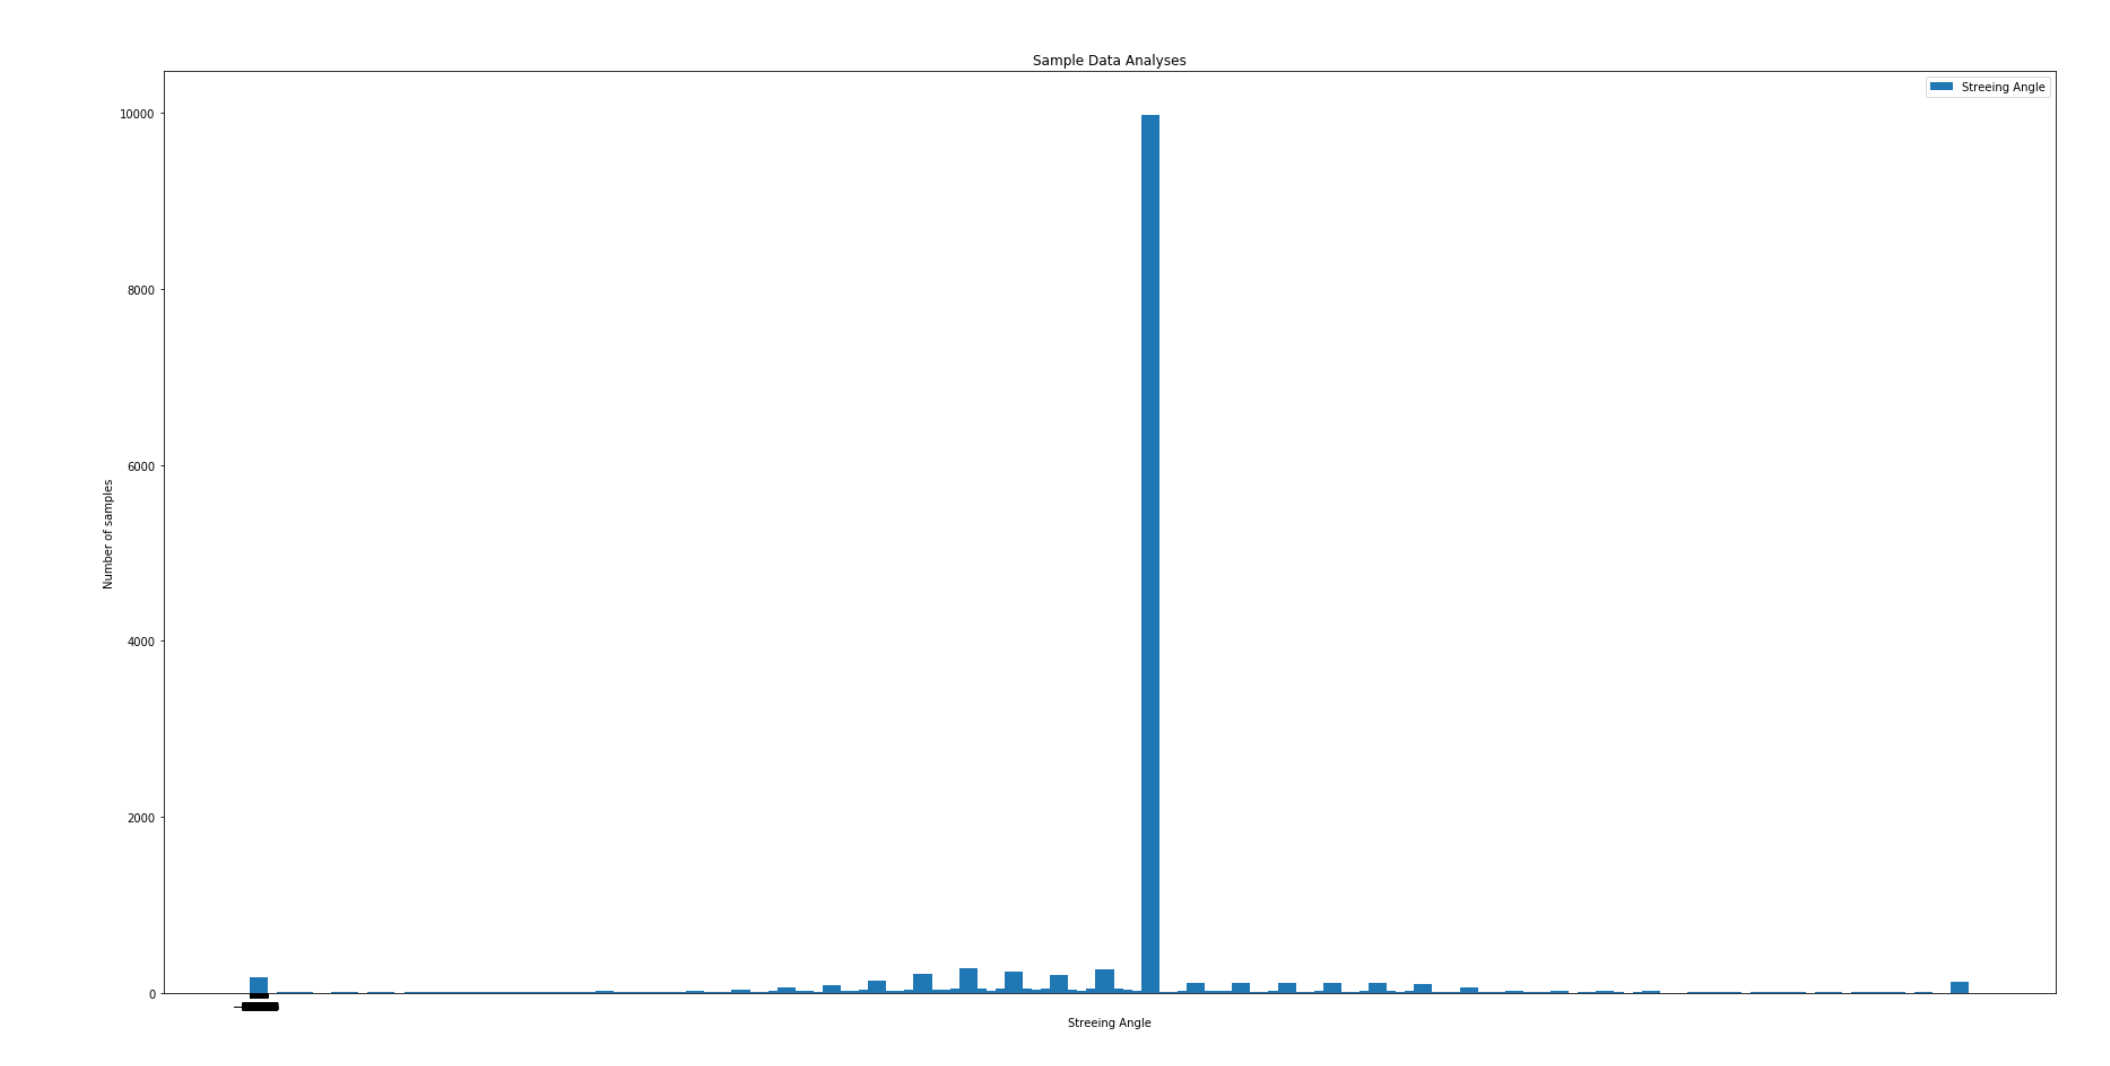 Sample Data Analyses
Streeing Angle
10000
8000
6000
4000
2000
0
Number of samples
Streeing Angle